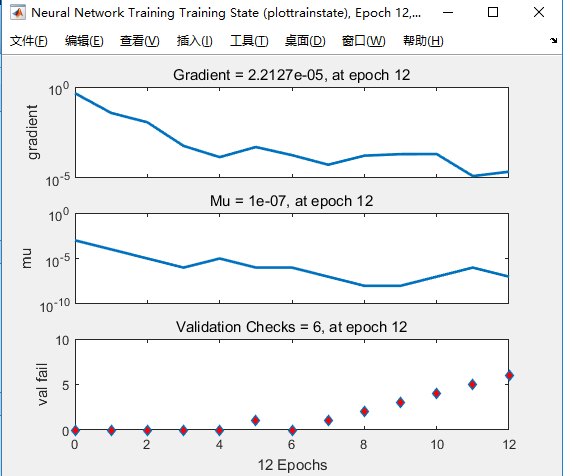 Neural Network Training Training State (plottrainstate), Epoch 12,...
文件(F) 编辑(E) 查看(V) 插入(I) 工具(T) 桌面(D) 窗口(W) 帮助(H)
Gradient = 2.2127e-05, at epoch 12
10^0
gradient
10^-5
Mu = 1e-07, at epoch 12
10^0
mu
10^-5
10^-10
Validation Checks = 6, at epoch 12
10
val fail
5
0
0 2 4 6 8 10 12
12 Epochs